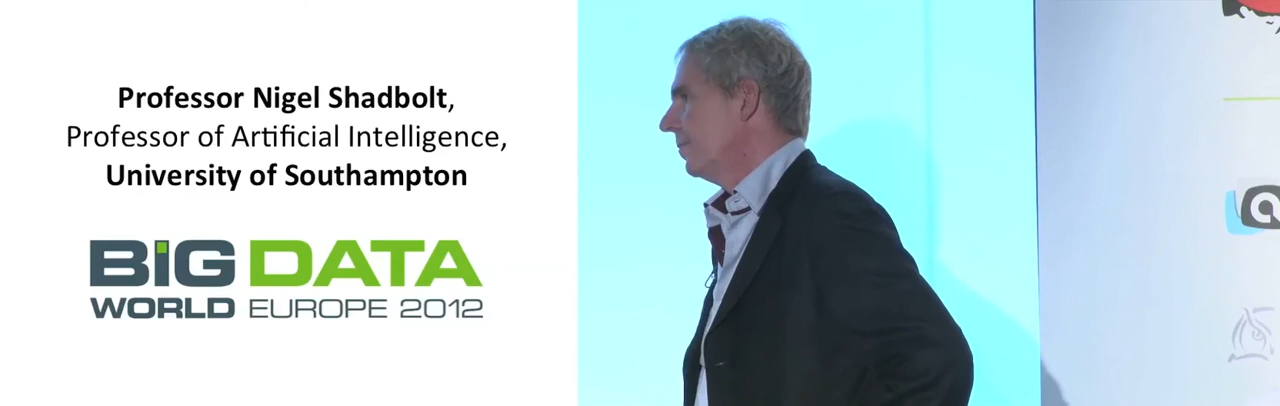 Professor Nigel Shadbolt,
Professor of Artificial Intelligence,
University of Southampton
BIG DATA
WORLD EUROPE 2012